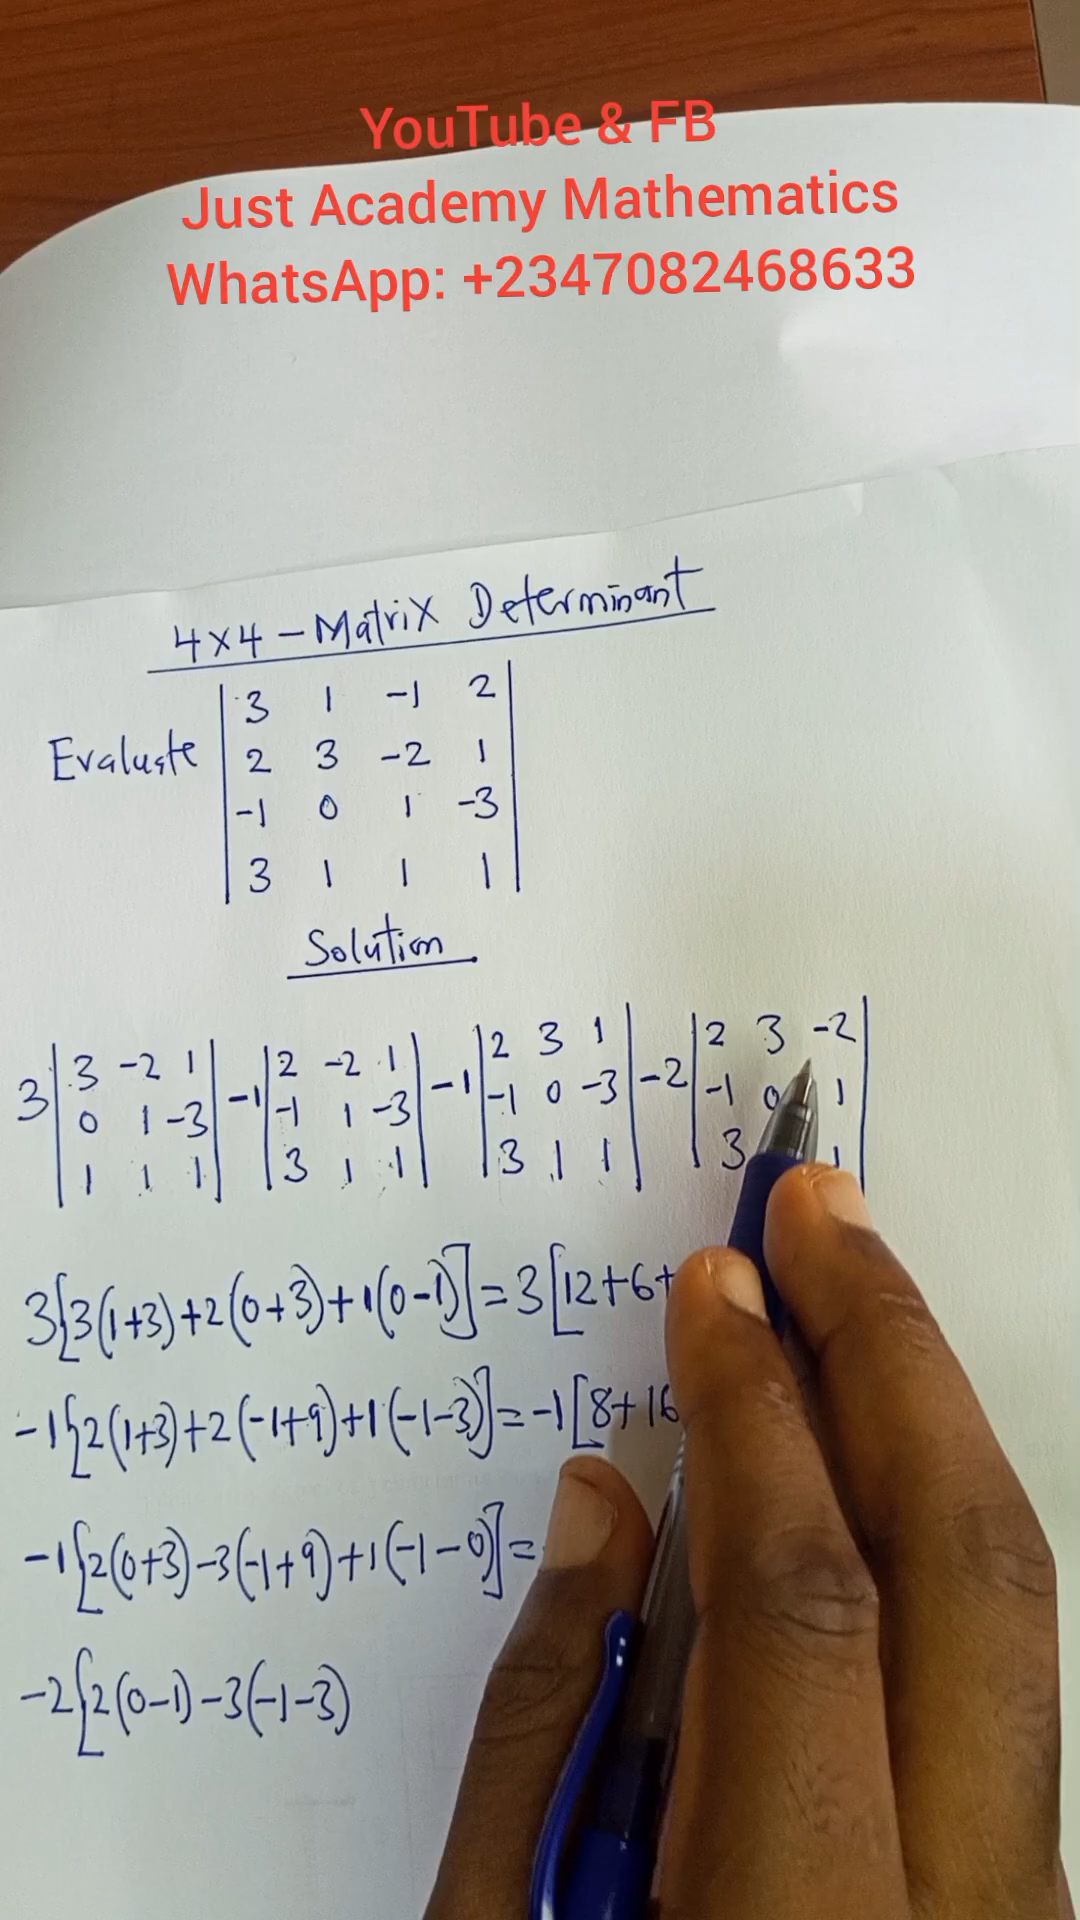 YouTube & FB
Just Academy Mathematics
WhatsApp: +2347082468633
4x4 - Matrix Determinant
Evaluate
3 1 -1 2
2 3 -2 1
-1 0 1 -3
3 1 1 1
Solution
3 |3 -2 1| -1 |2 -2 1| -1 |2 3 1| -2 |2 3 -2|
|0 1 -3| |-1 1 -3| |-1 0 -3| |-1 0 1|
|1 1 1| |3 1 1| |3 1 1| |3 1|
3[3(1+3)+2(0+3)+1(0-1)] = 3[12+6+
-1[2(1+3)+2(-1+9)+1(-1-3)] = -1[8+16
-1[2(0+3)-3(-1+9)+1(-1-0)] =
-2[2(0-1)-3(-1-3)